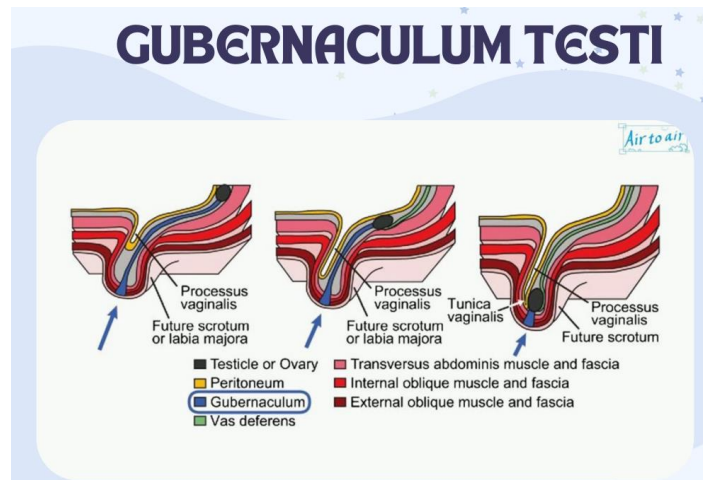 GUBERNACULUM TESTI
Air to air
Processus
vaginalis
Future scrotum
or labia majora
Processus
vaginalis
Future scrotum
or labia majora
Tunica
vaginalis
Processus
vaginalis
Future scrotum
Testicle or Ovary
Peritoneum
Gubernaculum
Vas deferens
Transversus abdominis muscle and fascia
Internal oblique muscle and fascia
External oblique muscle and fascia